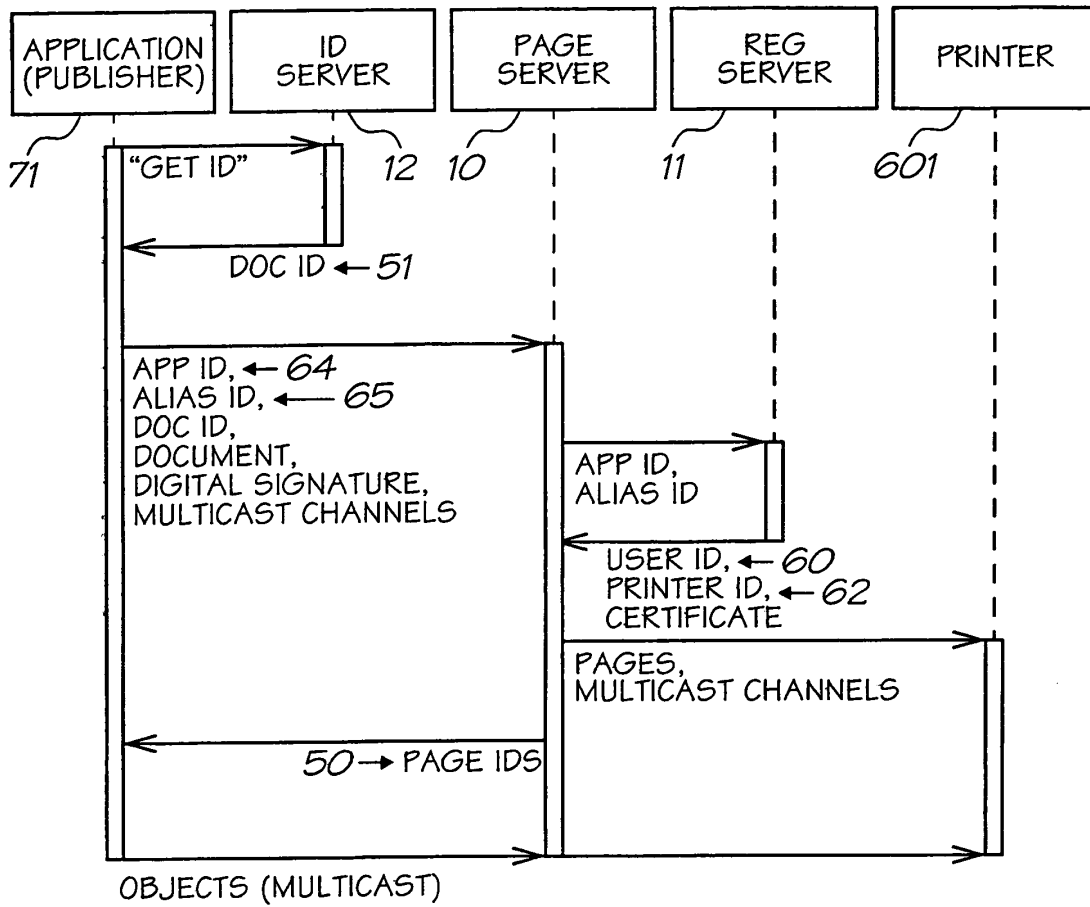 APPLICATION
(PUBLISHER)
ID
SERVER
PAGE
SERVER
REG
SERVER
PRINTER
71
12
10
11
601
“GET ID”
DOC ID ← 51
APP ID, ← 64
ALIAS ID, ← 65
DOC ID,
DOCUMENT,
DIGITAL SIGNATURE,
MULTICAST CHANNELS
APP ID,
ALIAS ID
USER ID, ← 60
PRINTER ID, ← 62
CERTIFICATE
PAGES,
MULTICAST CHANNELS
50 → PAGE IDS
OBJECTS (MULTICAST)